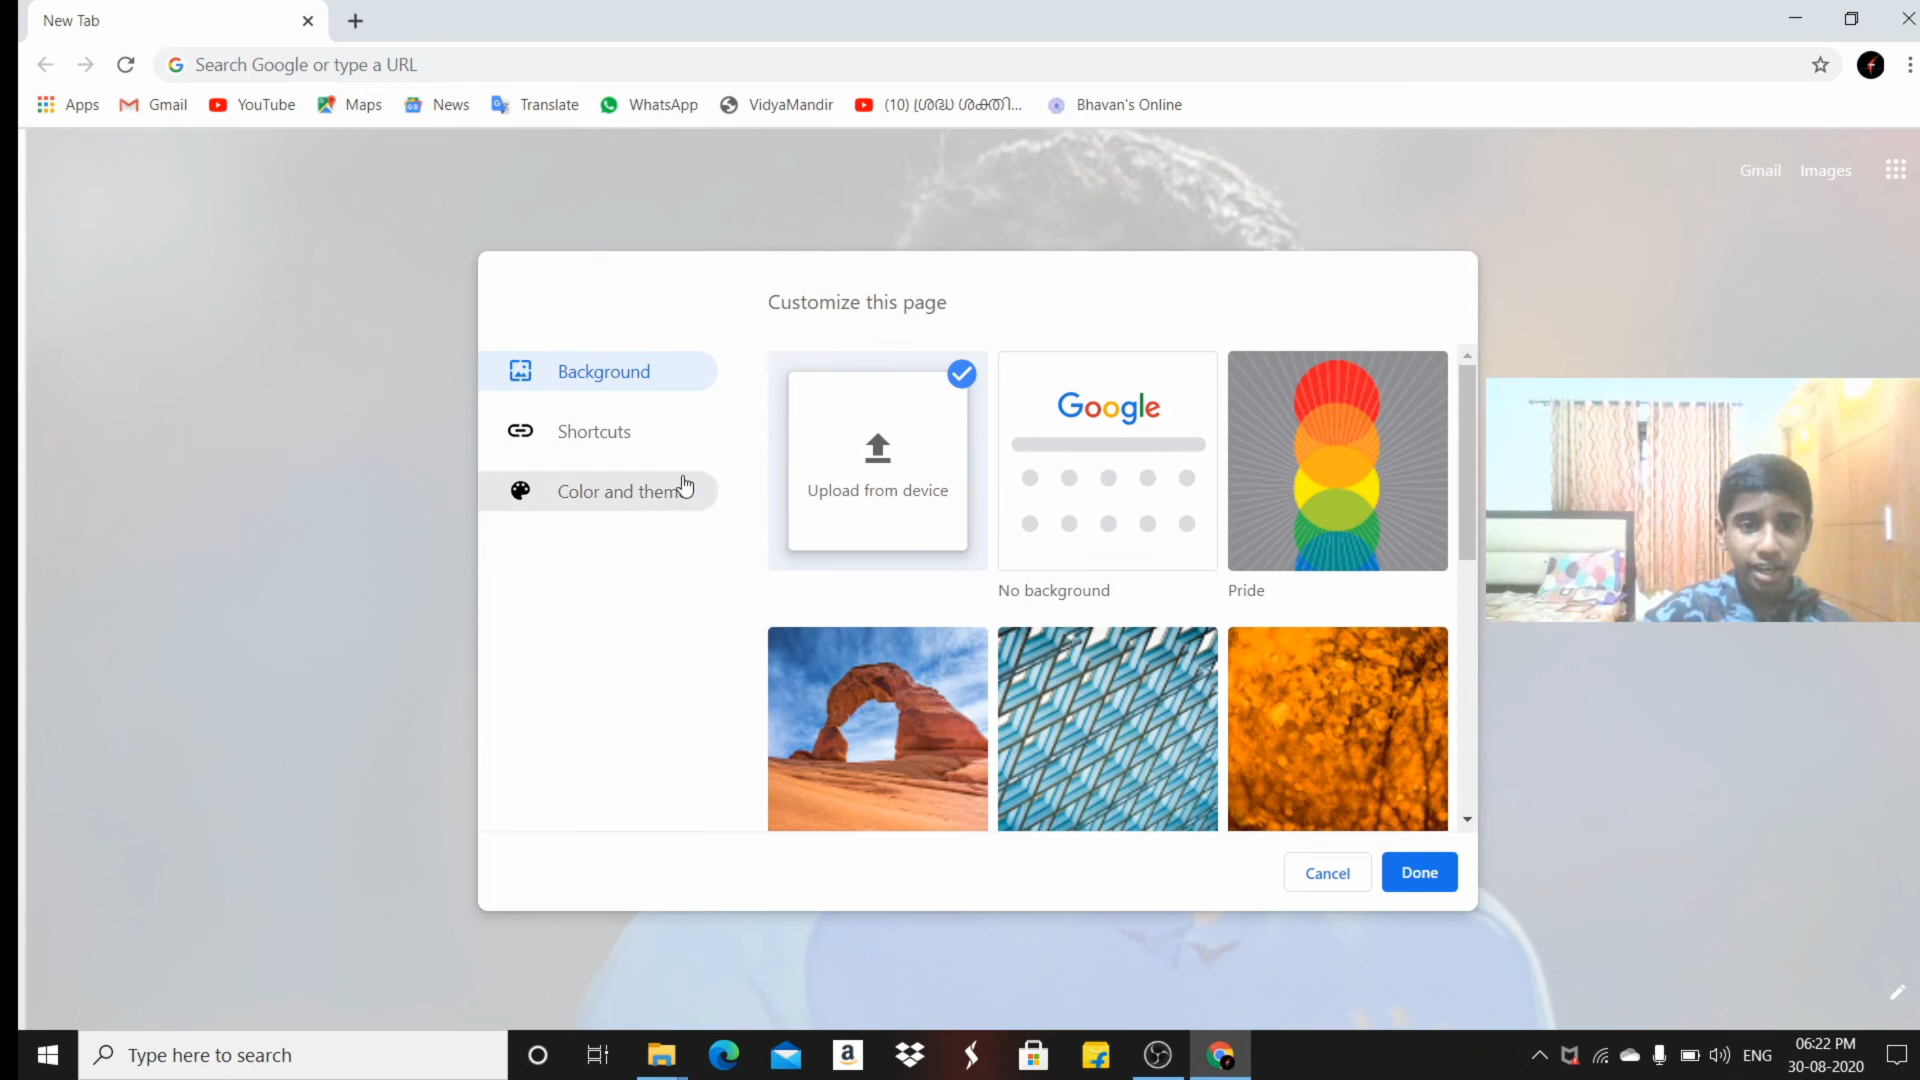 New Tab
Search Google or type a URL
Apps Gmail YouTube Maps News Translate WhatsApp VidyaMandir (10) (ശ്രദ്ധ ശക്തി... Bhavan's Online
Gmail Images
Customize this page
Background
Shortcuts
Color and them
Upload from device
Google
No background
Pride
Cancel
Done
Type here to search
a
ENG
06:22 PM
30-08-2020